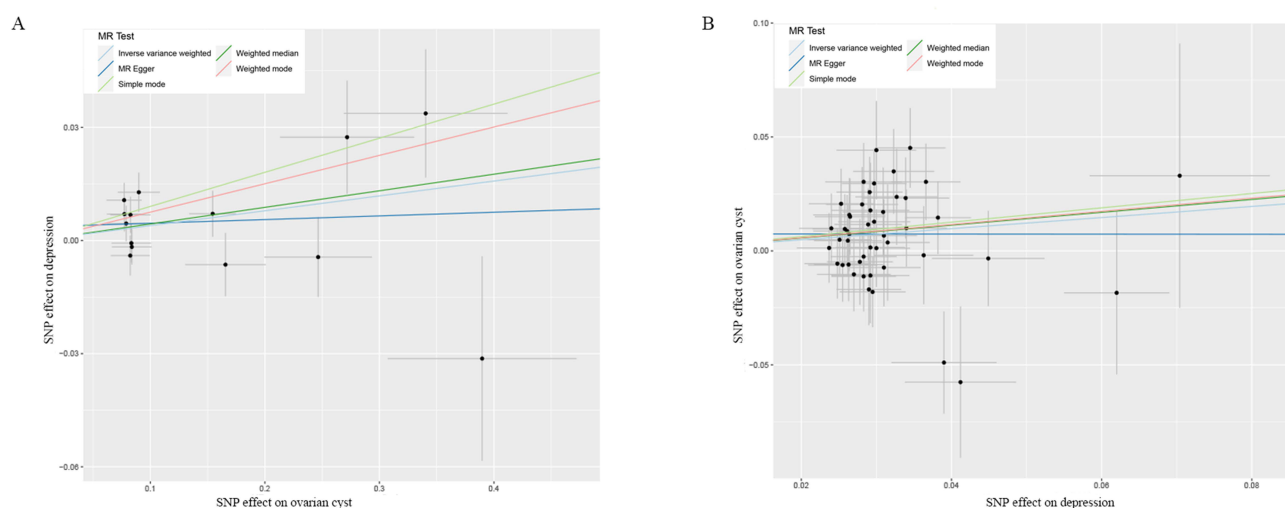 A
MR Test
Inverse variance weighted
Weighted median
MR Egger
Weighted mode
Simple mode
SNP effect on depression
0.03
0.00
−0.03
−0.06
0.1
0.2
0.3
0.4
SNP effect on ovarian cyst
B
MR Test
Inverse variance weighted
Weighted median
MR Egger
Weighted mode
Simple mode
SNP effect on ovarian cyst
0.10
0.05
0.00
−0.05
0.02
0.04
0.06
0.08
SNP effect on depression